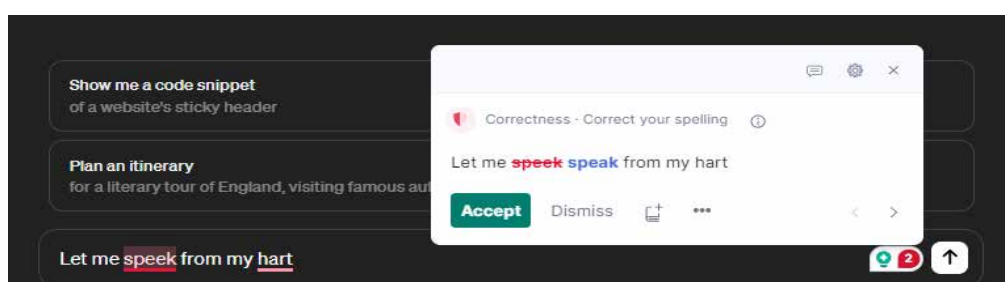 Show me a code snippet
of a website's sticky header
Correctness · Correct your spelling
Let me speek speak from my hart
Plan an itinerary
for a literary tour of England, visiting famous
Accept Dismiss
Let me speek from my hart
2